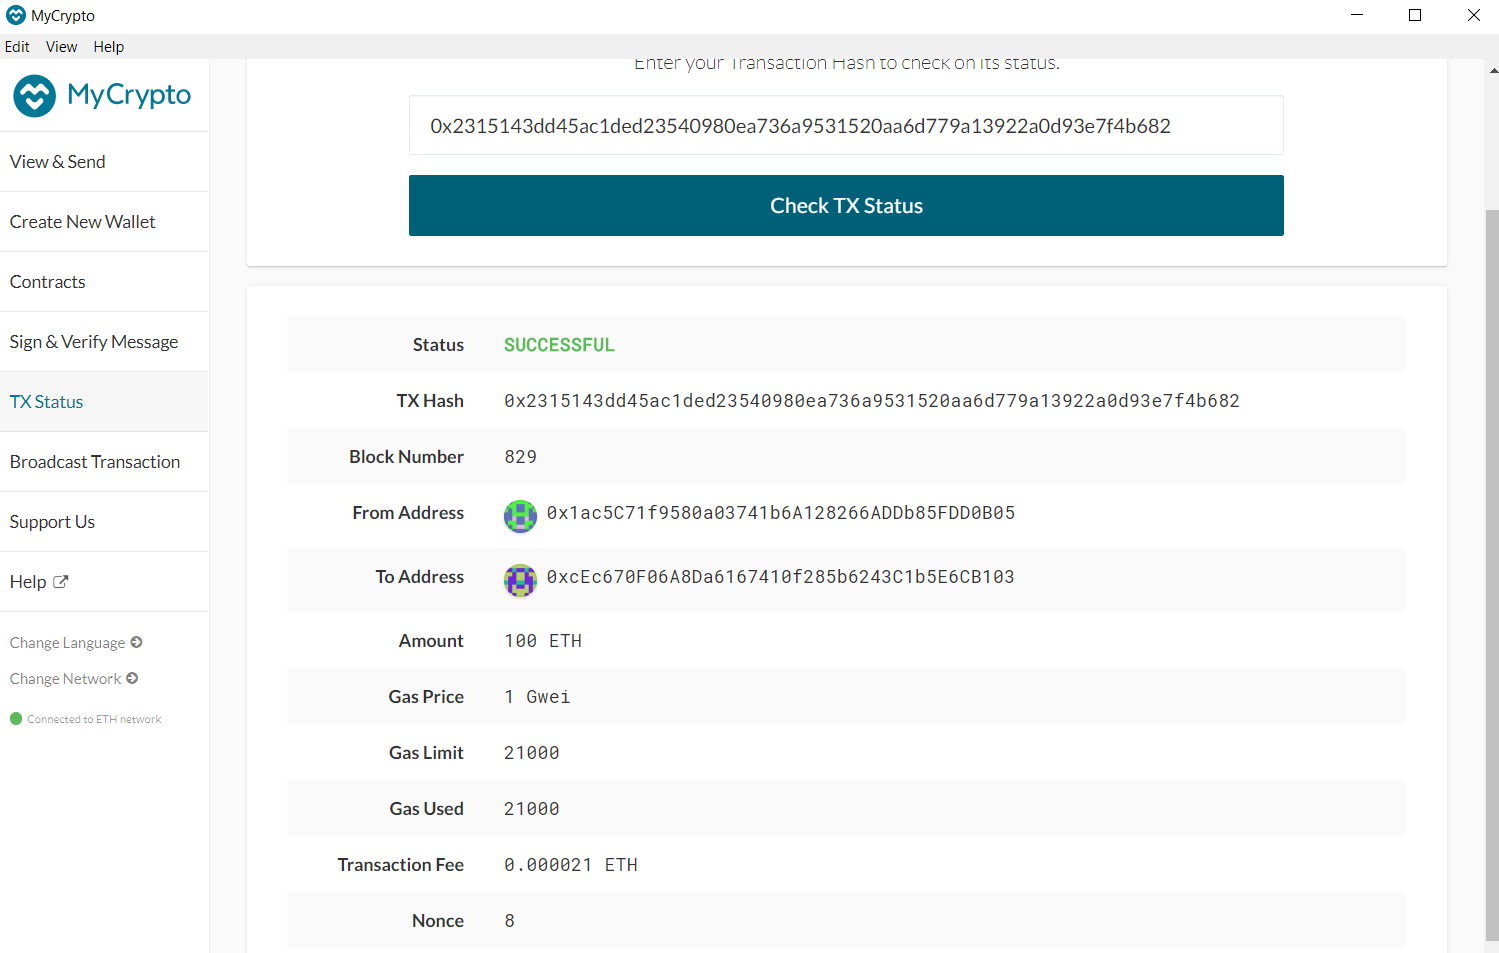 MyCrypto
Edit View Help
MyCrypto
View & Send
Create New Wallet
Contracts
Sign & Verify Message
TX Status
Broadcast Transaction
Support Us
Help
Change Language
Change Network
Connected to ETH network
Enter your Transaction Hash to check on its status.
0x2315143dd45ac1ded23540980ea736a9531520aa6d779a13922a0d93e7f4b682
Check TX Status
Status SUCCESSFUL
TX Hash 0x2315143dd45ac1ded23540980ea736a9531520aa6d779a13922a0d93e7f4b682
Block Number 829
From Address 0x1ac5C71f9580a03741b6A128266ADDb85FDD0B05
To Address 0xcEc670F06A8Da6167410f285b6243C1b5E6CB103
Amount 100 ETH
Gas Price 1 Gwei
Gas Limit 21000
Gas Used 21000
Transaction Fee 0.000021 ETH
Nonce 8